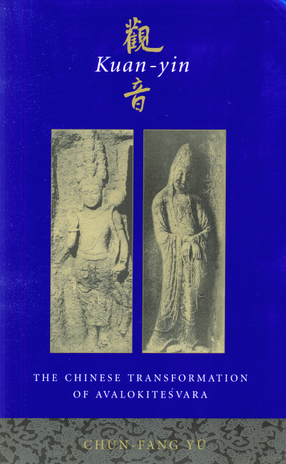 觀
Kuan-yin
音
THE CHINESE TRANSFORMATION
OF AVALOKITEŚVARA
CHÜN-FANG YÜ